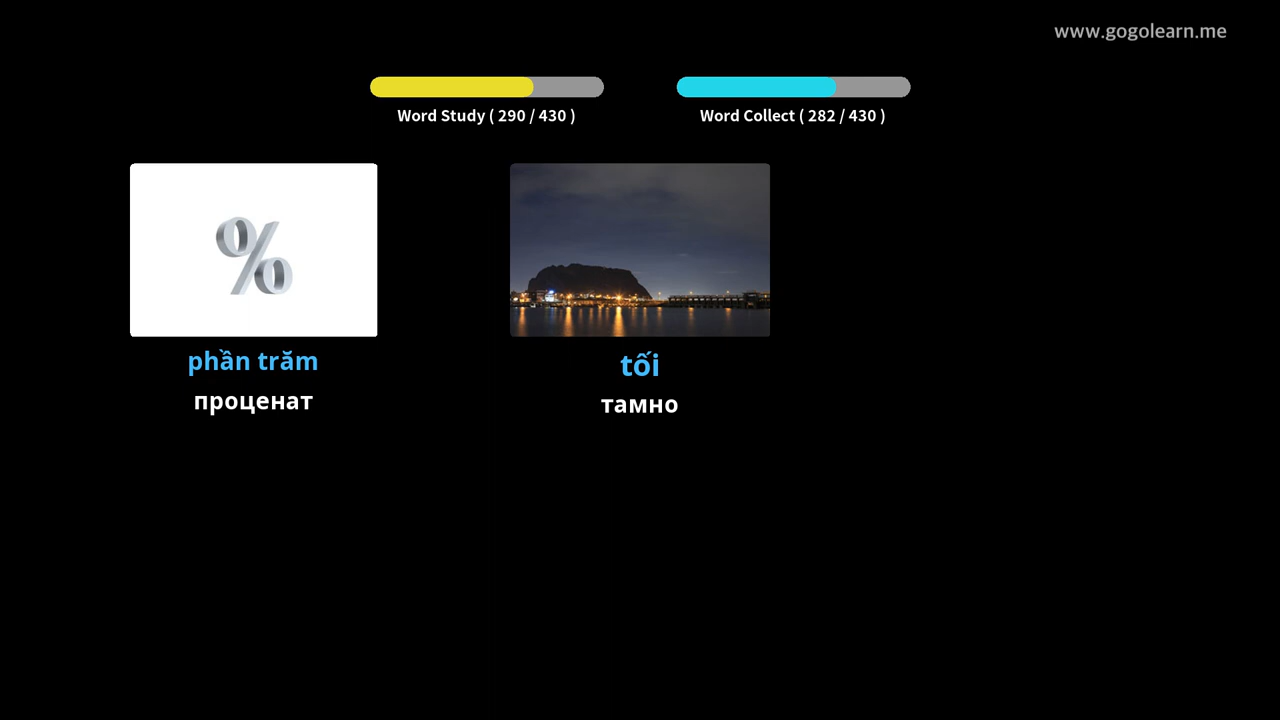 www.gogolearn.me
Word Study ( 290 / 430 )
Word Collect ( 282 / 430 )
%
phần trăm
проценат
tối
тамно